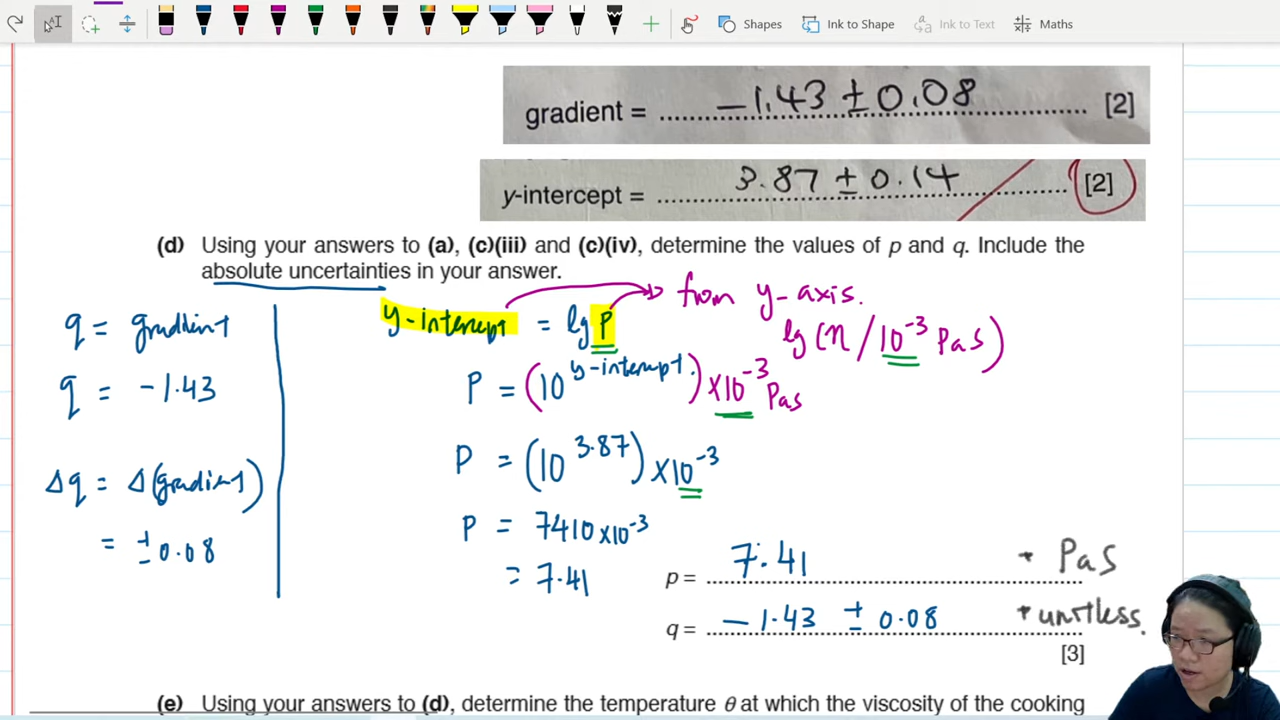 Shapes
Ink to Shape
Ink to Text
Maths
gradient = −1.43 ± 0.08 [2]
y-intercept = 3.87 ± 0.14 [2]
(d) Using your answers to (a), (c)(iii) and (c)(iv), determine the values of p and q. Include the
absolute uncertainties in your answer.
q = gradient
q = −1.43
Δq = Δ(gradient)
= ±0.08
y-intercept = lg P
from y-axis.
lg (η / 10⁻³ Pas)
P = (10^y-intercept.) ×10⁻³ Pas
P = (10^3.87) ×10⁻³
P = 7410×10⁻³
= 7.41
p = 7.41 * Pas
q = −1.43 ± 0.08 * unitless.
[3]
(e) Using your answers to (d), determine the temperature θ at which the viscosity of the cooking